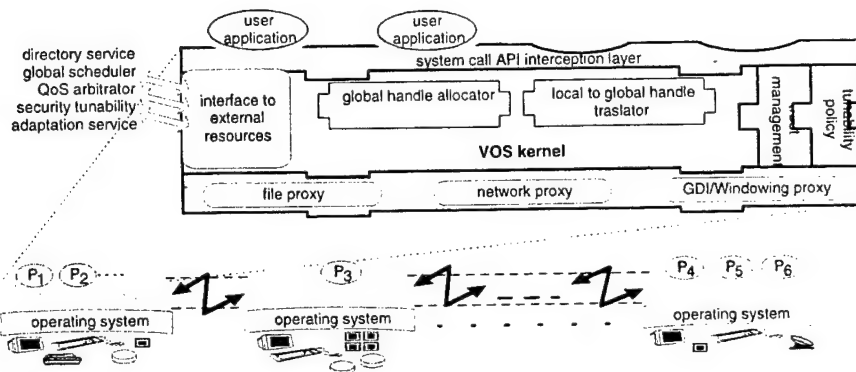 user
application
user
application
directory service
global scheduler
QoS arbitrator
security tunability
adaptation service
system call API interception layer
interface to
external
resources
global handle allocator
local to global handle
traslator
VOS kernel
management
tunability
policy
file proxy
network proxy
GDI/Windowing proxy
P1
P2
P3
P4
P5
P6
operating system
operating system
operating system